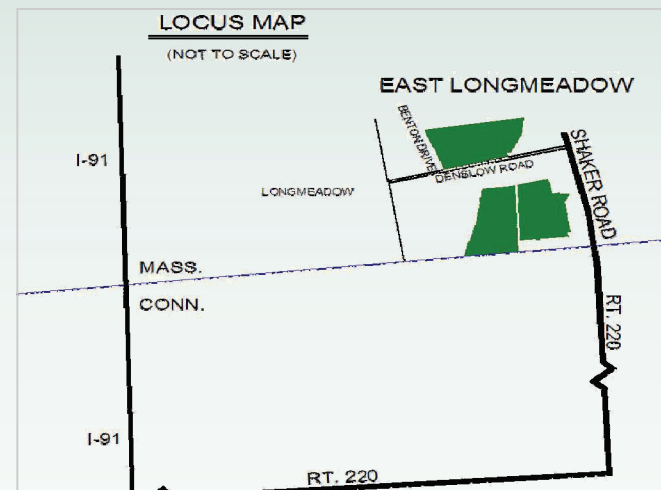 LOCUS MAP
(NOT TO SCALE)
EAST LONGMEADOW
BENTON DRIVE
I-91
SHAKER ROAD
DENSLOW ROAD
LONGMEADOW
MASS.
CONN.
RT. 220
I-91
RT. 220